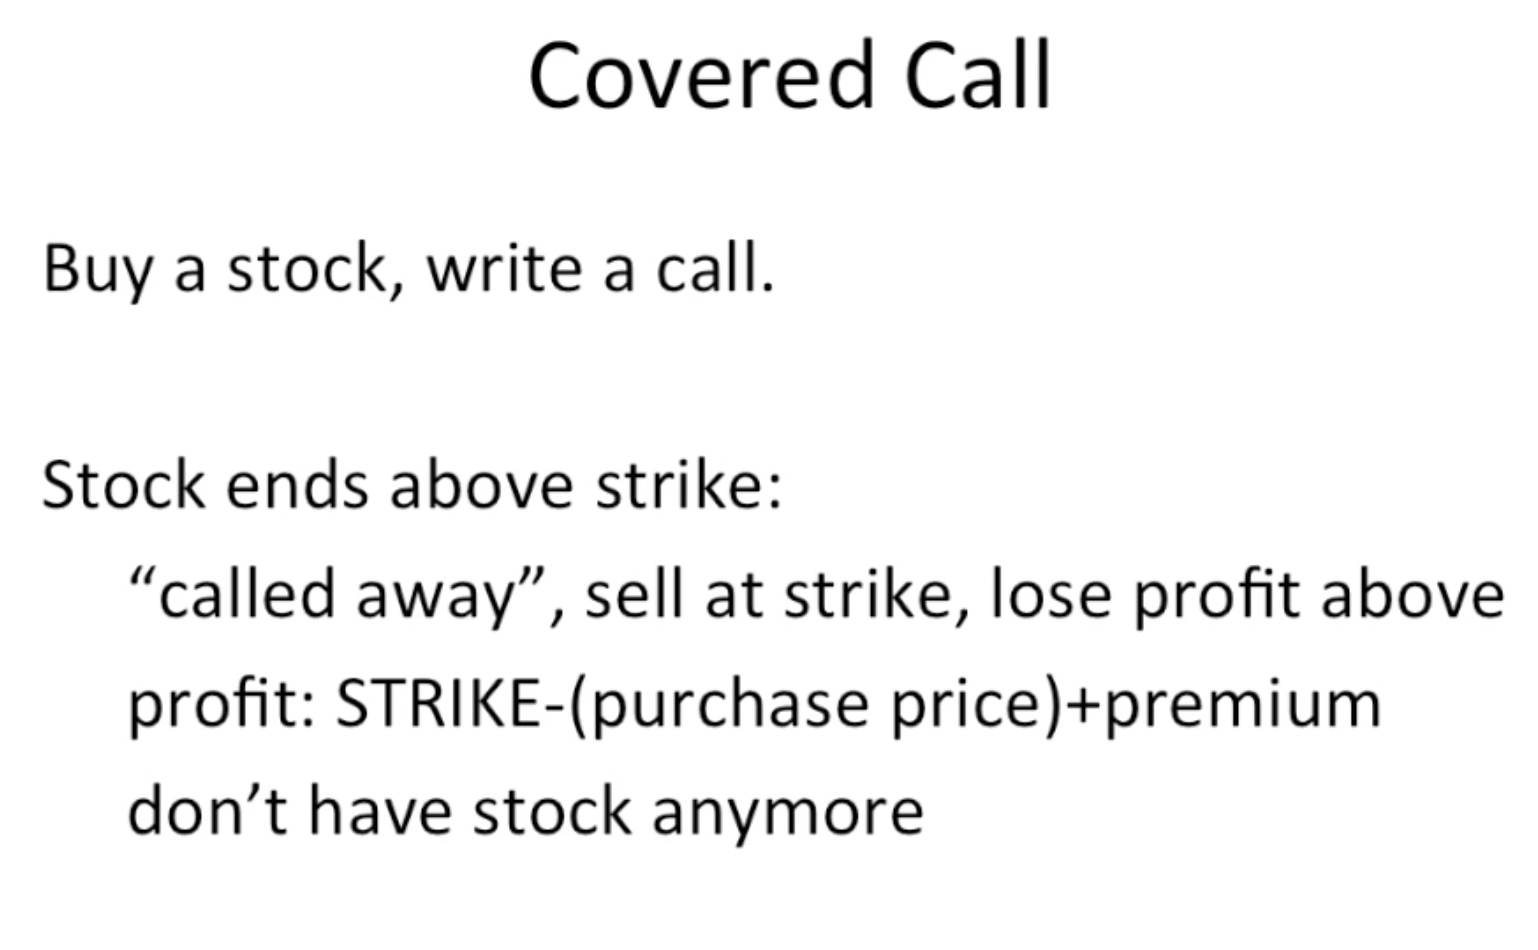 Covered Call
Buy a stock, write a call.
Stock ends above strike:
“called away”, sell at strike, lose profit above
profit: STRIKE-(purchase price)+premium
don’t have stock anymore